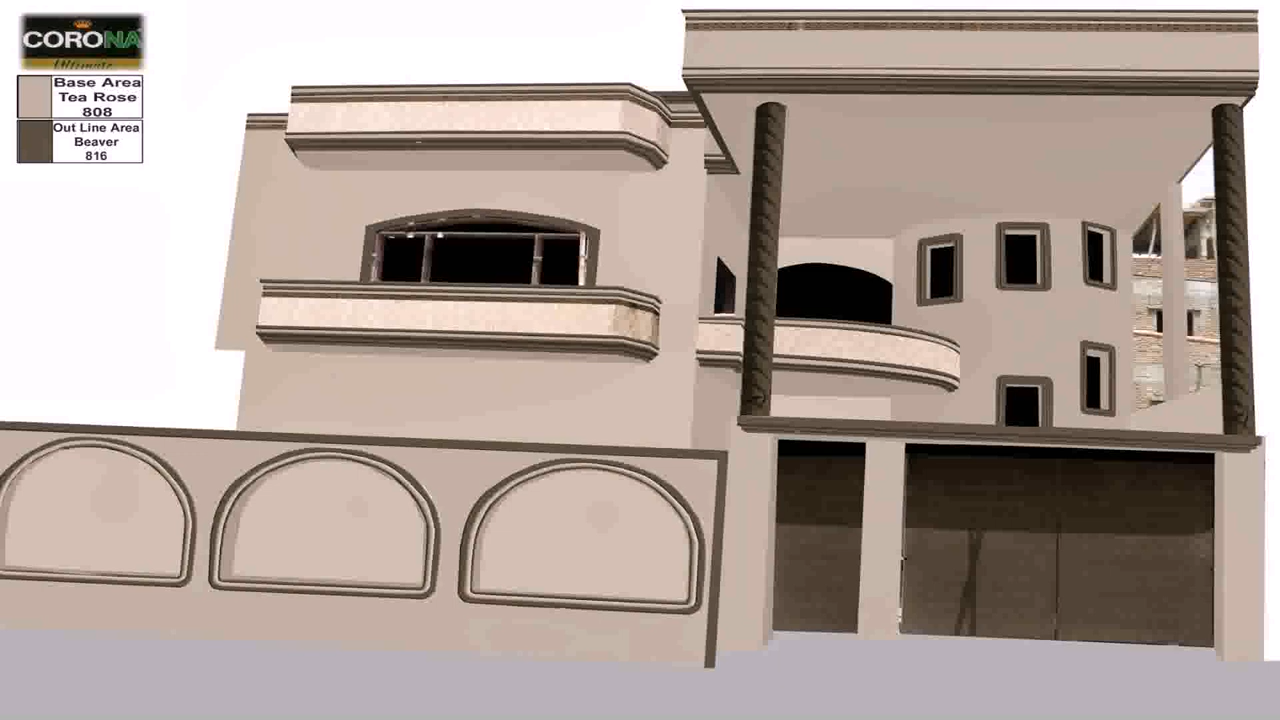 CORONA
Ultimate
Base Area
Tea Rose
808
Out Line Area
Beaver
816